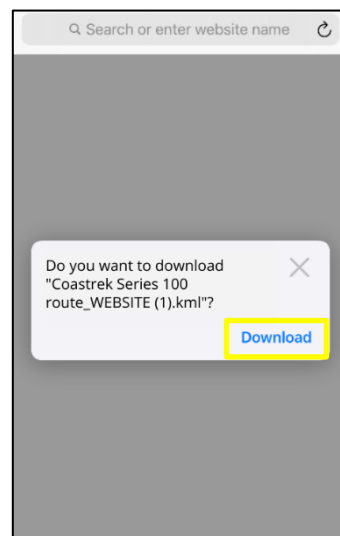 Search or enter website name
Do you want to download
"Coastrek Series 100
route_WEBSITE (1).kml"?
Download